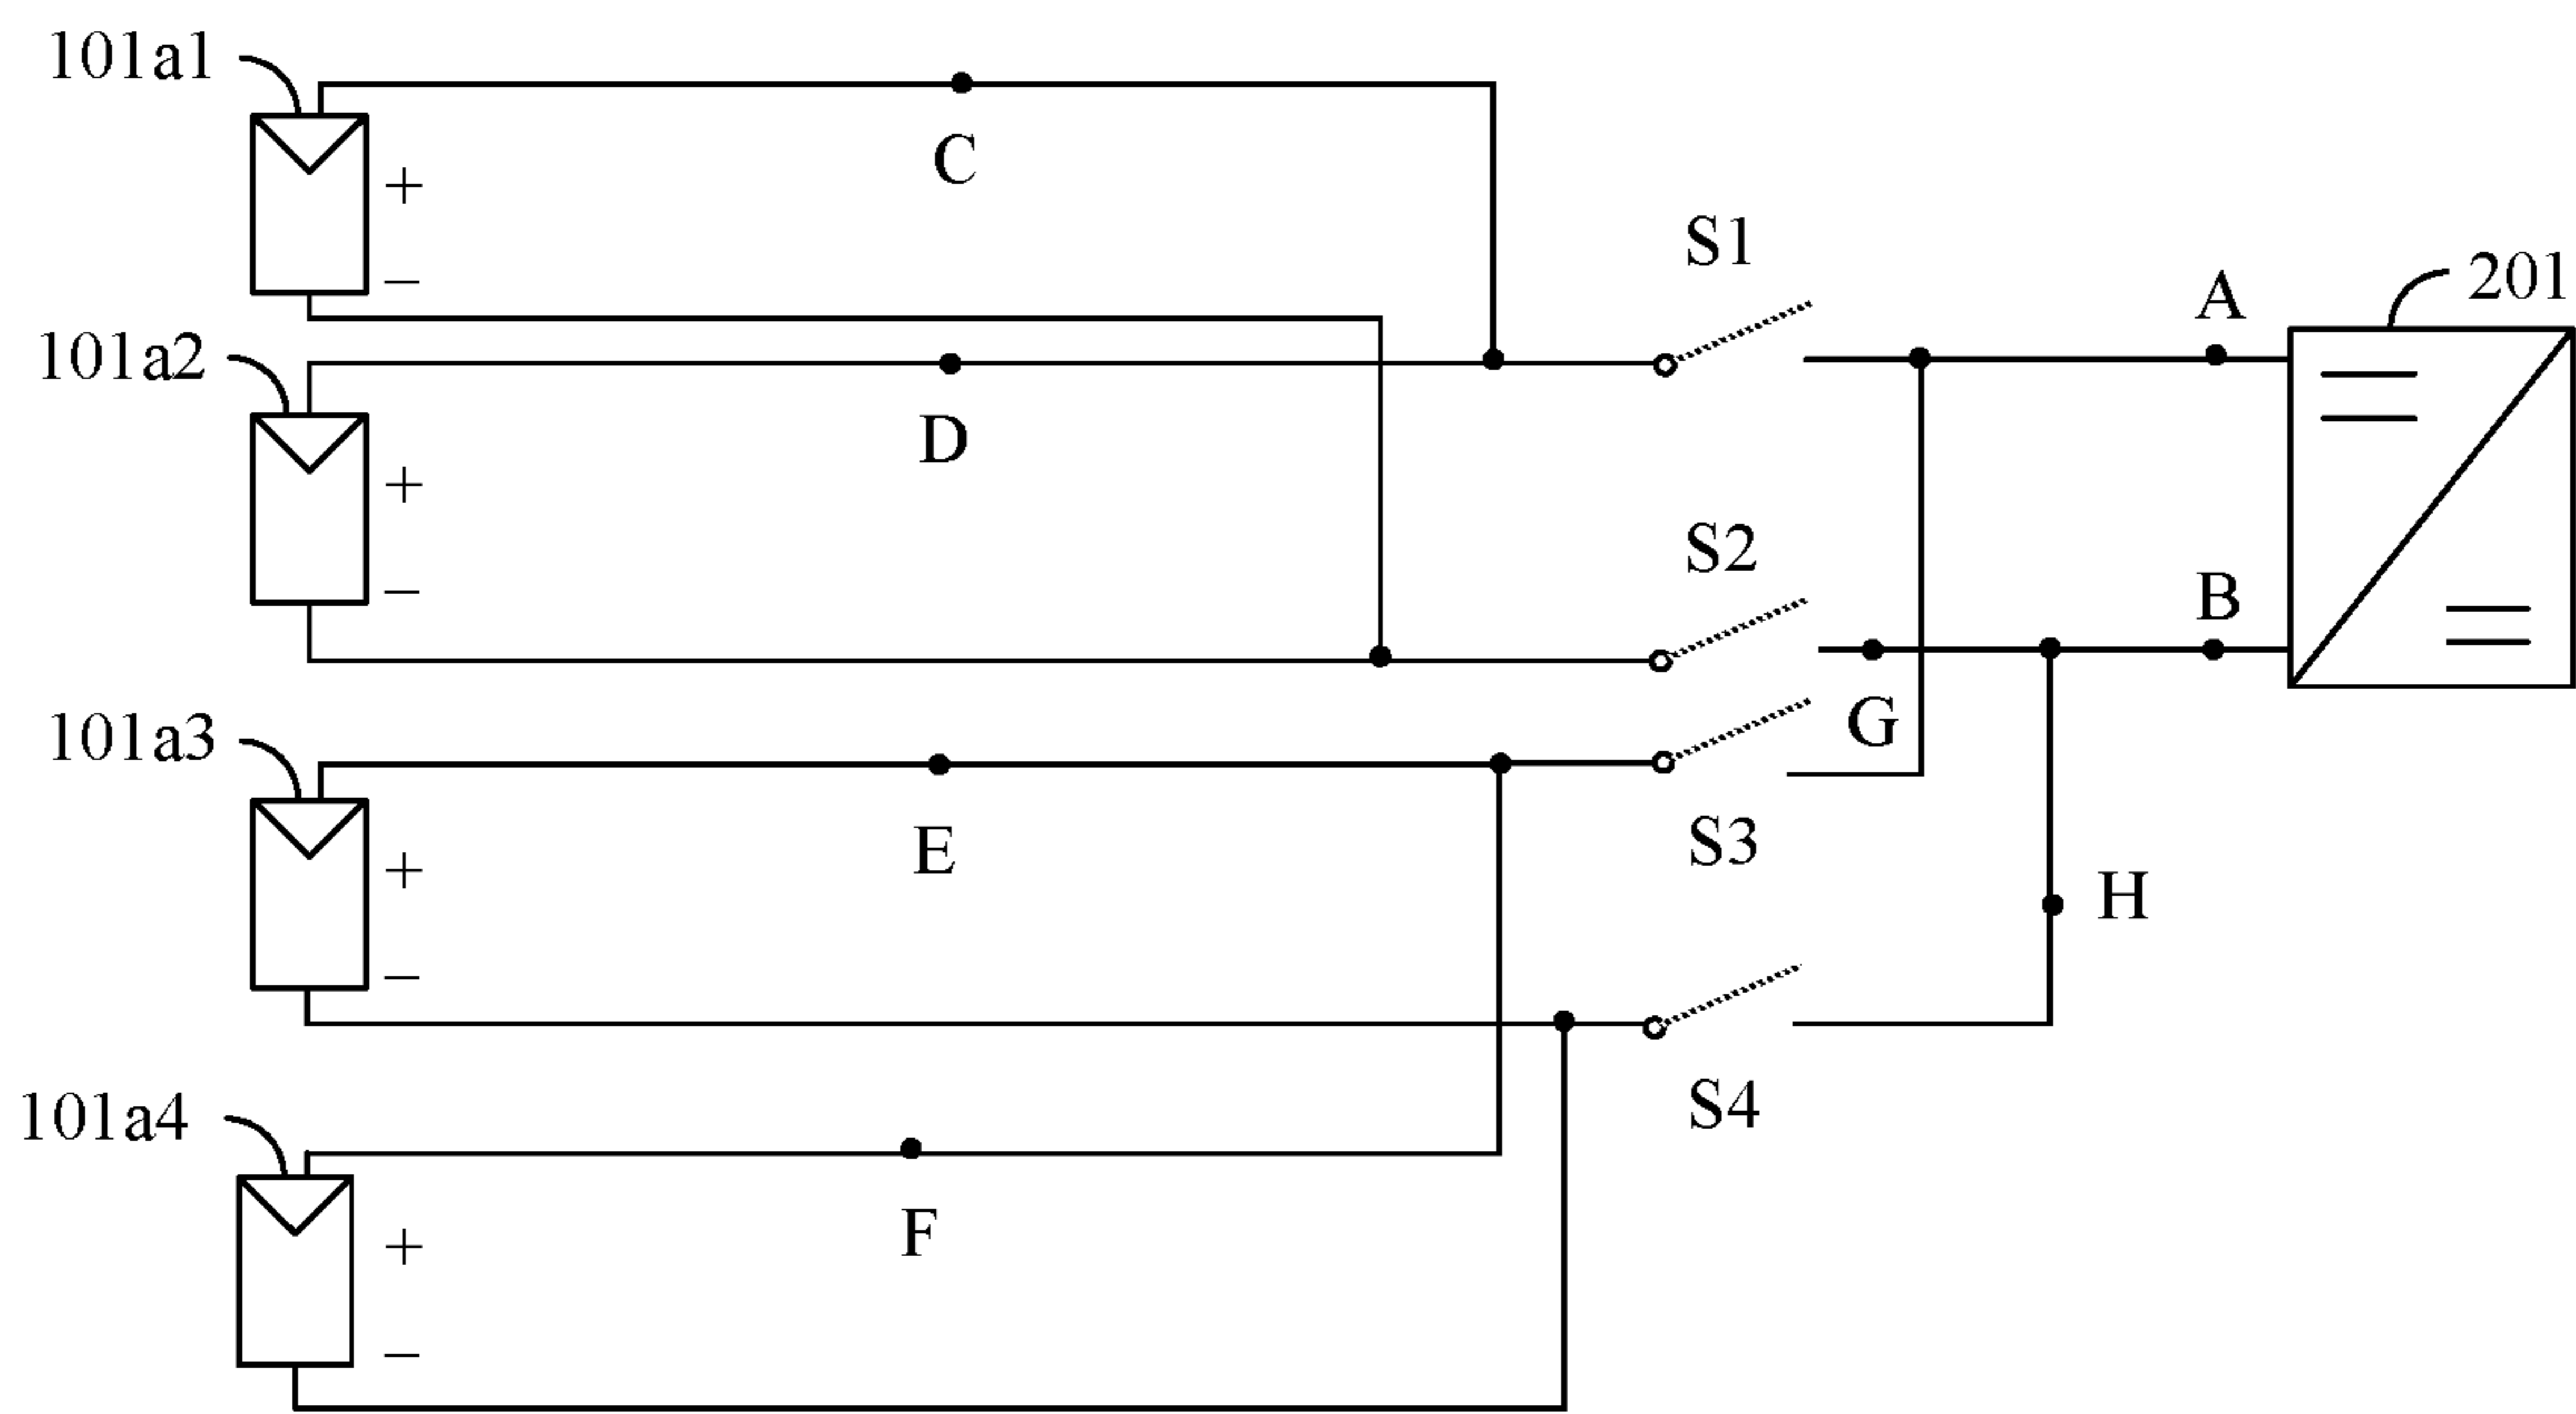 101a1
C
+
S1
−
201
A
101a2
D
+
S2
B
−
G
101a3
S3
E
+
H
−
S4
101a4
F
+
−